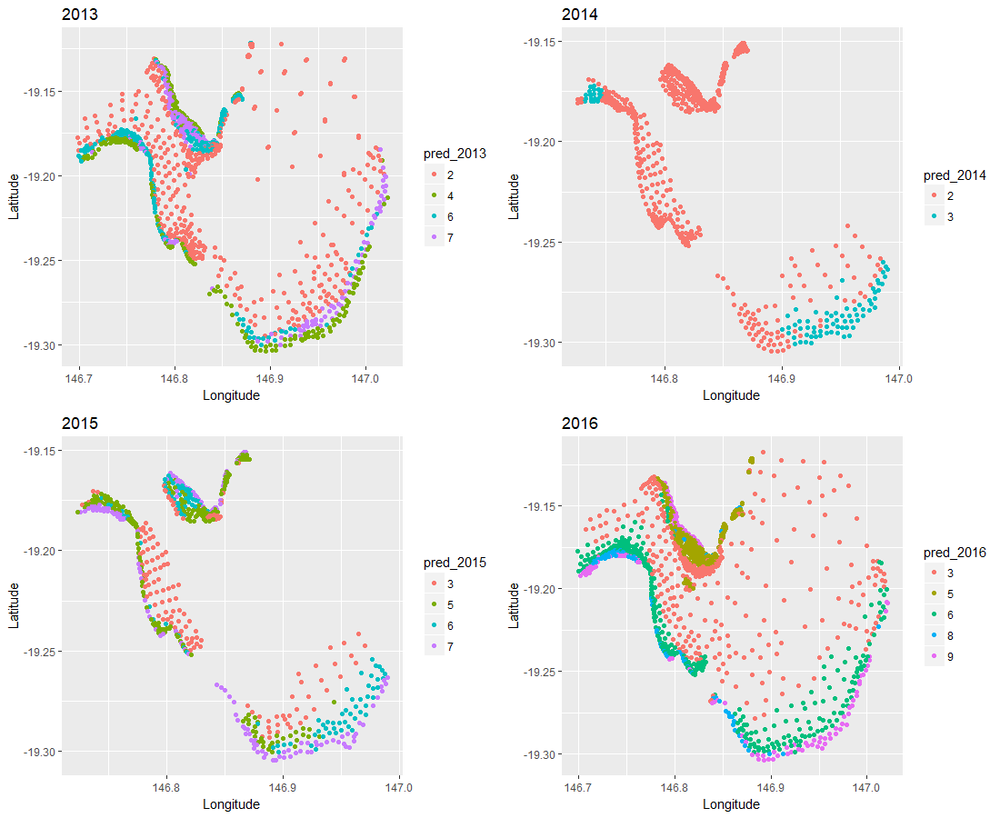 2013
-19.15
-19.20
-19.25
-19.30
Latitude
146.7 146.8 146.9 147.0
Longitude
pred_2013
2
4
6
7
2014
-19.15
-19.20
-19.25
-19.30
Latitude
146.8 146.9 147.0
Longitude
pred_2014
2
3
2015
-19.15
-19.20
-19.25
-19.30
Latitude
146.8 146.9 147.0
Longitude
pred_2015
3
5
6
7
2016
-19.15
-19.20
-19.25
-19.30
Latitude
146.7 146.8 146.9 147.0
Longitude
pred_2016
3
5
6
8
9